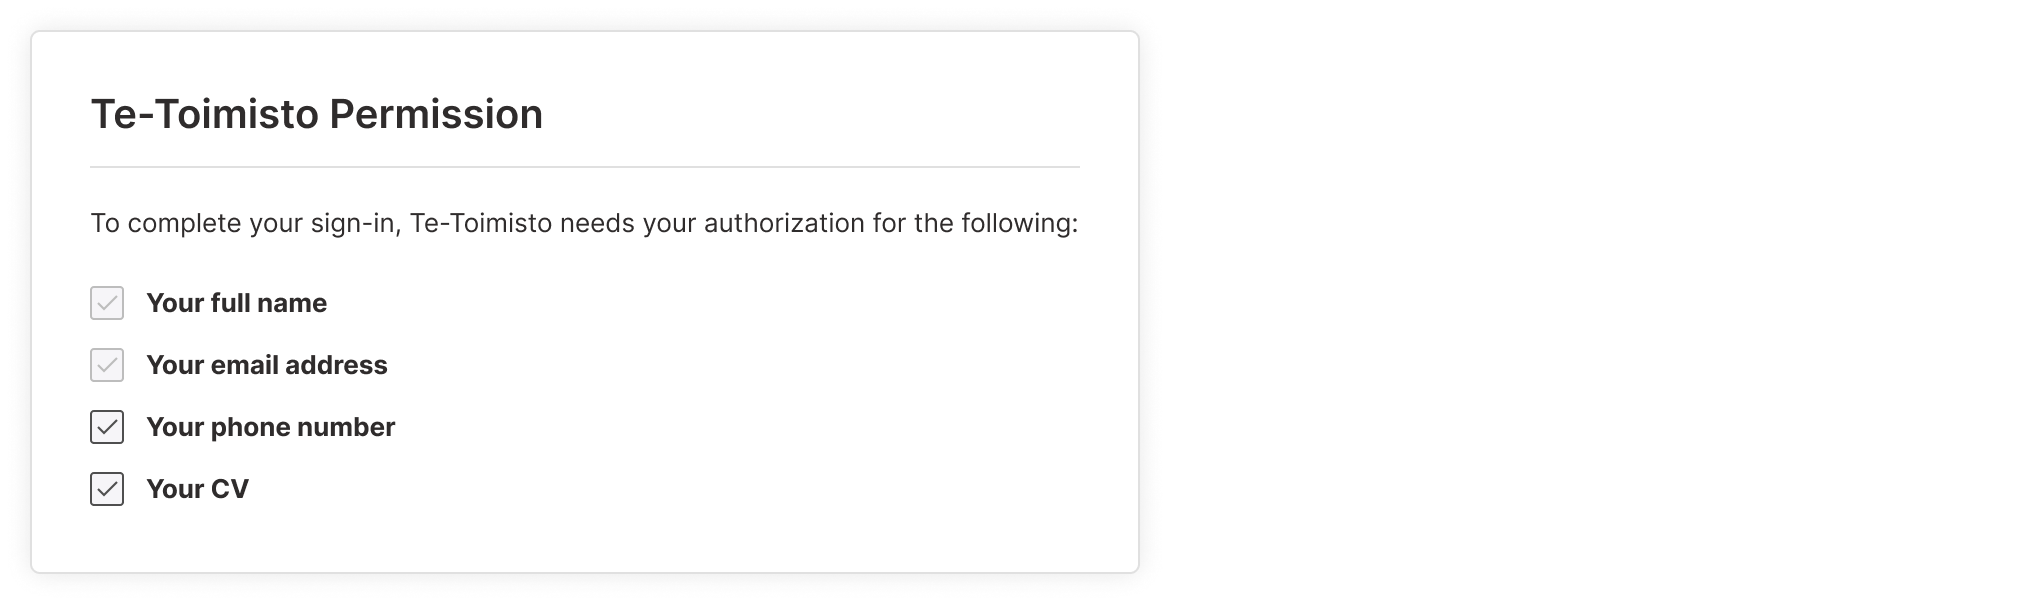 Te-Toimisto Permission
To complete your sign-in, Te-Toimisto needs your authorization for the following:
Your full name
Your email address
Your phone number
Your CV